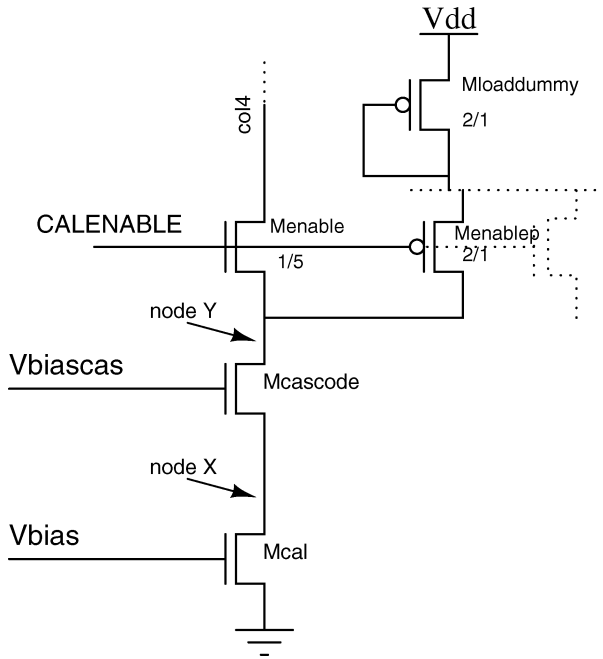 Vdd
Mloaddummy
2/1
col4
CALENABLE
Menable
1/5
Menablep
2/1
node Y
Vbiascas
Mcascode
node X
Vbias
Mcal